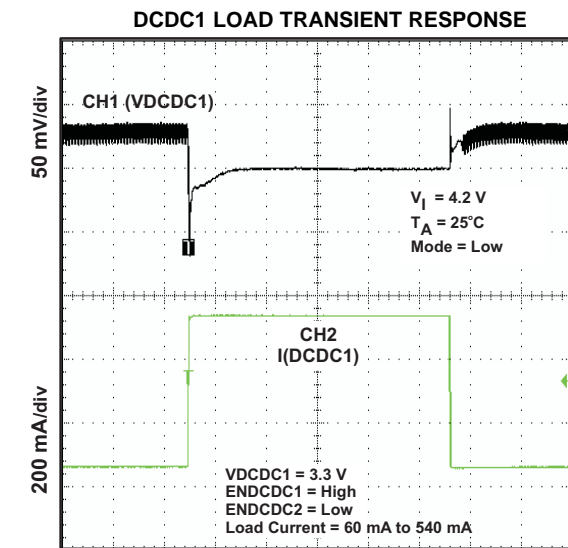 DCDC1 LOAD TRANSIENT RESPONSE
50 mV/div
CH1 (VDCDC1)
VI = 4.2 V
TA = 25°C
Mode = Low
T
CH2
I(DCDC1)
T
200 mA/div
VDCDC1 = 3.3 V
ENDCDC1 = High
ENDCDC2 = Low
Load Current = 60 mA to 540 mA